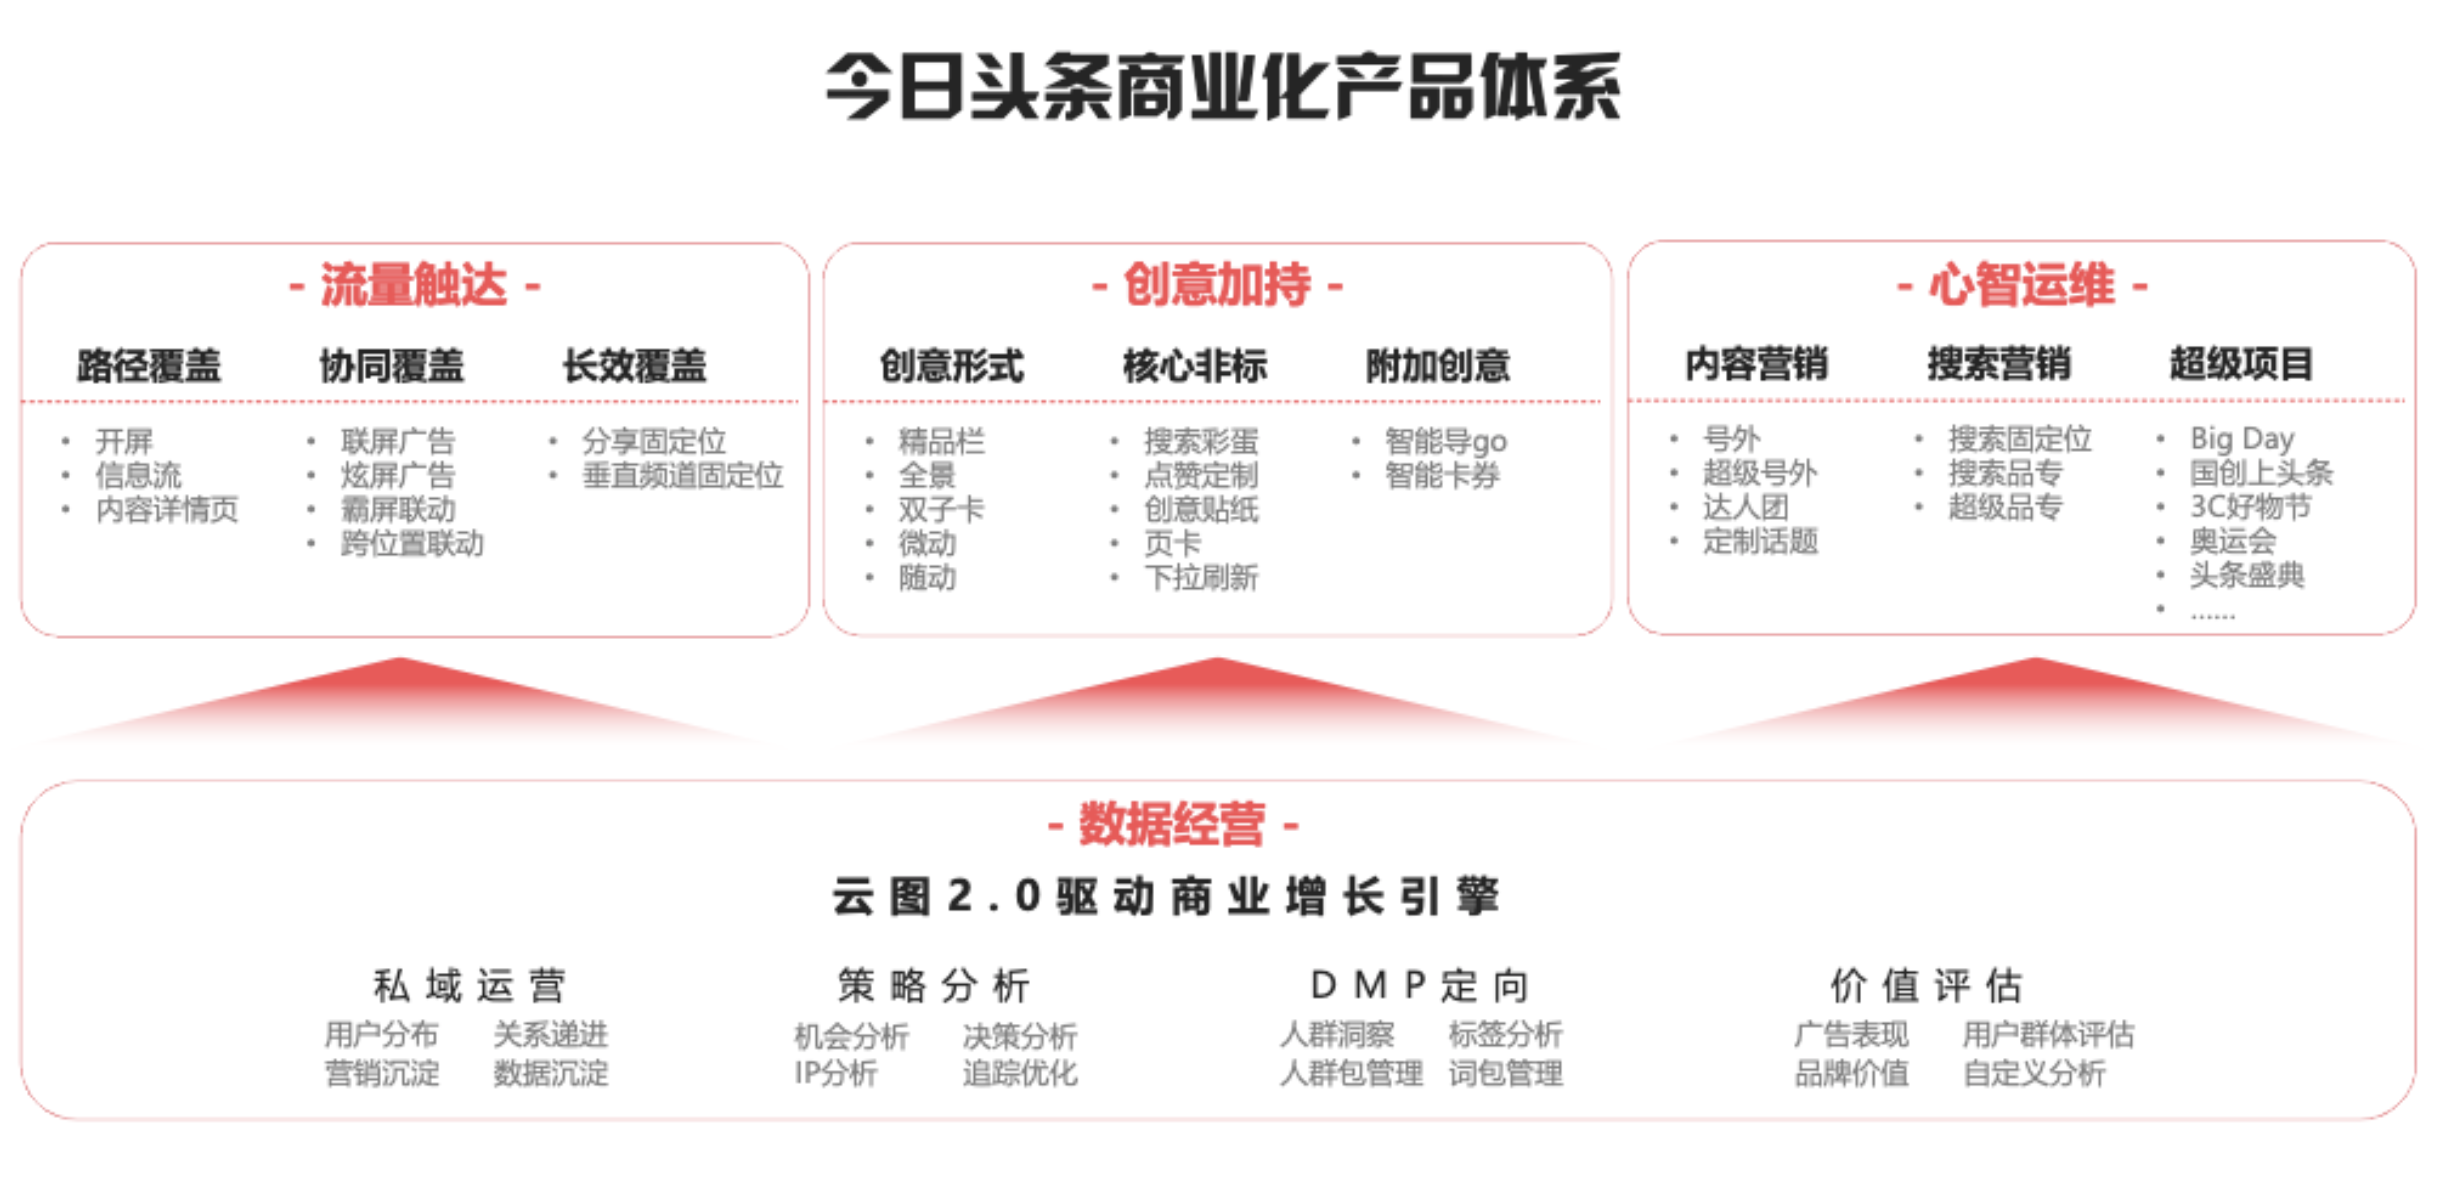 今日头条商业化产品体系
- 流量触达 -
路径覆盖
• 开屏
• 信息流
• 内容详情页
协同覆盖
• 联屏广告
• 炫屏广告
• 霸屏联动
• 跨位置联动
长效覆盖
• 分享固定位
• 垂直频道固定位
- 创意加持 -
创意形式
• 精品栏
• 全景
• 双子卡
• 微动
• 随动
核心非标
• 搜索彩蛋
• 点赞定制
• 创意贴纸
• 页卡
• 下拉刷新
附加创意
• 智能导go
• 智能卡券
- 心智运维 -
内容营销
• 号外
• 超级号外
• 达人团
• 定制话题
搜索营销
• 搜索固定位
• 搜索品专
• 超级品专
超级项目
• Big Day
• 国创上头条
• 3C好物节
• 奥运会
• 头条盛典
• ......
- 数据经营 -
云图2.0驱动商业增长引擎
私域运营
用户分布 关系递进
营销沉淀 数据沉淀
策略分析
机会分析 决策分析
IP分析 追踪优化
DMP定向
人群洞察 标签分析
人群包管理 词包管理
价值评估
广告表现 用户群体评估
品牌价值 自定义分析